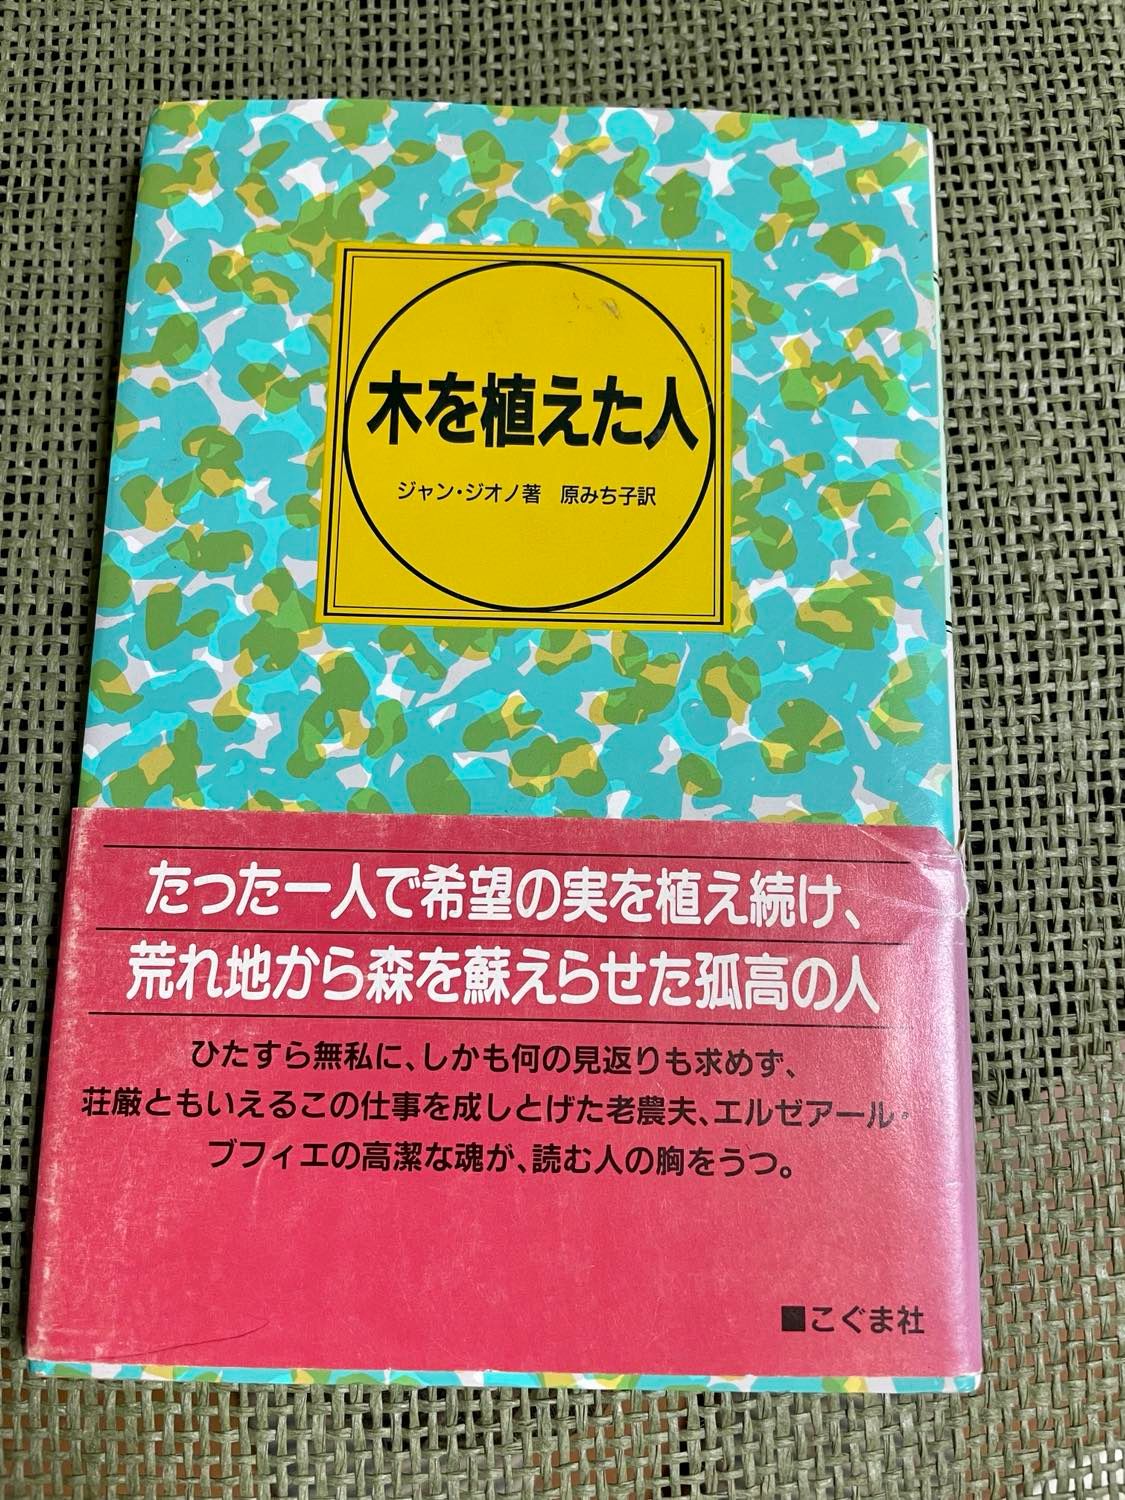 木を植えた人
ジャン・ジオノ著　原みち子訳
たった一人で希望の実を植え続け、
荒れ地から森を蘇えらせた孤高の人
ひたすら無私に、しかも何の見返りも求めず、
荘厳ともいえるこの仕事を成しとげた老農夫、エルゼアール・
ブフィエの高潔な魂が、読む人の胸をうつ。
■こぐま社